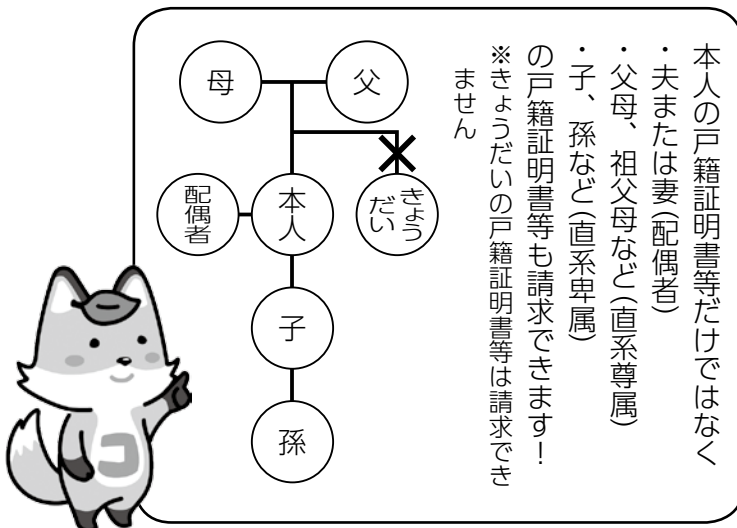 本人の戸籍証明書等だけではなく
・夫または妻(配偶者)
・父母、祖父母など(直系尊属)
・子、孫など(直系卑属)
の戸籍証明書等も請求できます！
※きょうだいの戸籍証明書等は請求でき
ません
父
母
きょう
だい
本人
配偶者
子
孫
コ